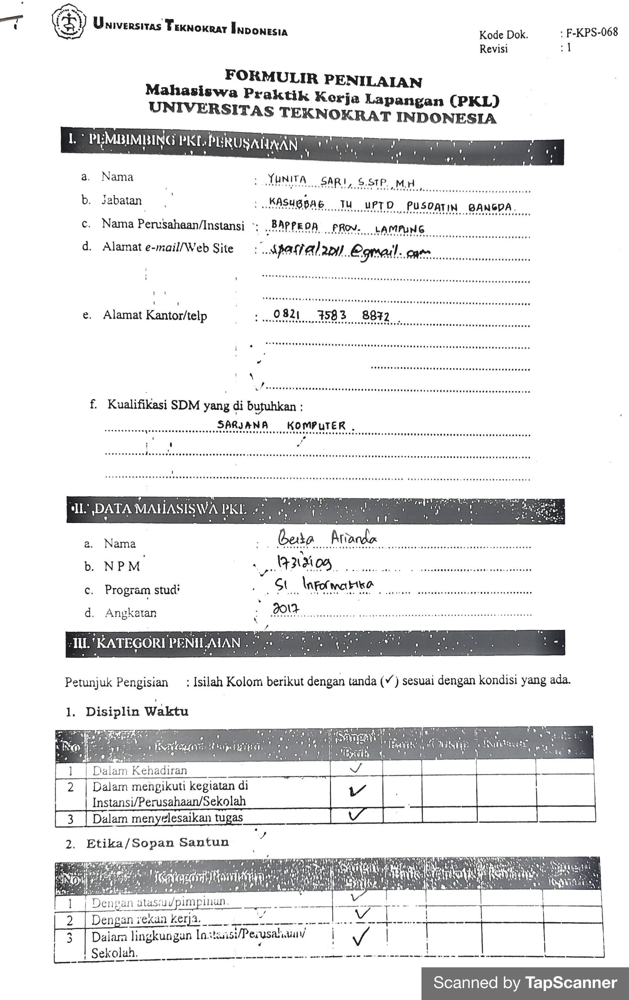 UNIVERSITAS TEKNOKRAT INDONESIA
Kode Dok. : F-KPS-068
Revisi : 1
FORMULIR PENILAIAN
Mahasiswa Praktik Kerja Lapangan (PKL)
UNIVERSITAS TEKNOKRAT INDONESIA
I. PEMBIMBING PKL PERUSAHAAN
a. Nama : YUNITA SARI, S.STP., M.H
b. Jabatan : KASUBBAG TU UPTD PUSDATIN BANGDA.
c. Nama Perusahaan/Instansi : BAPPEDA PROV. LAMPUNG
d. Alamat e-mail/Web Site : spasial2011@gmail.com
e. Alamat Kantor/telp : 0821 7583 8872.
f. Kualifikasi SDM yang di butuhkan :
SARJANA KOMPUTER.
II. DATA MAHASISWA PKL
a. Nama : Arianda
b. N P M : 17312109
c. Program studi : S1 Informatika
d. Angkatan : 2017
III. KATEGORI PENILAIAN
Petunjuk Pengisian : Isilah Kolom berikut dengan tanda (✓) sesuai dengan kondisi yang ada.
1. Disiplin Waktu
No Kategori Penilaian Sangat Baik Baik Cukup Kurang
1 Dalam Kehadiran ✓
2 Dalam mengikuti kegiatan di ✓
Instansi/Perusahaan/Sekolah
3 Dalam menyelesaikan tugas ✓
2. Etika/Sopan Santun
No Kategori Penilaian Sangat Baik Baik Kurang Sangat Kurang
1 Dengan atasan/pimpinan. ✓
2 Dengan rekan kerja. ✓
3 Dalam lingkungan Instansi/Perusahaan/ ✓
Sekolah.
Scanned by TapScanner